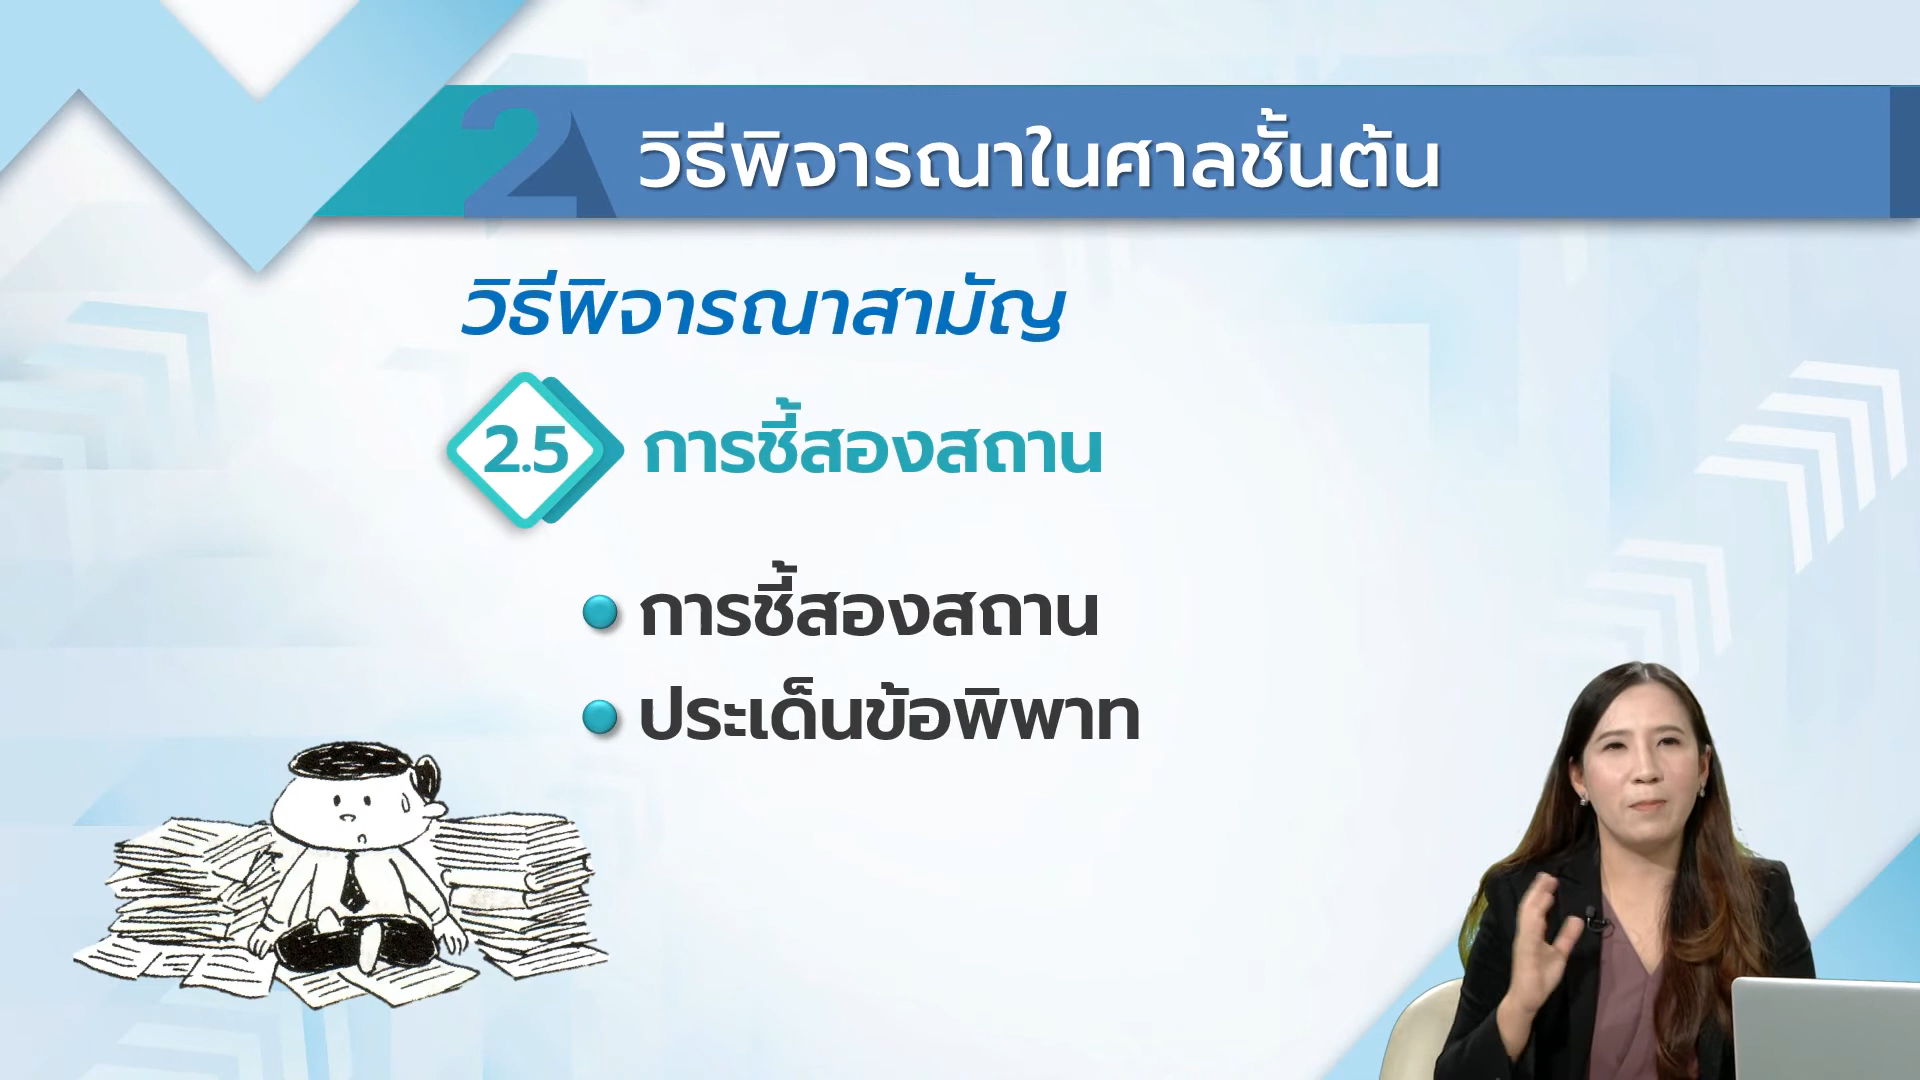 2 วิธีพิจารณาในศาลชั้นต้น
วิธีพิจารณาสามัญ
2.5 การชี้สองสถาน
การชี้สองสถาน
ประเด็นข้อพิพาท